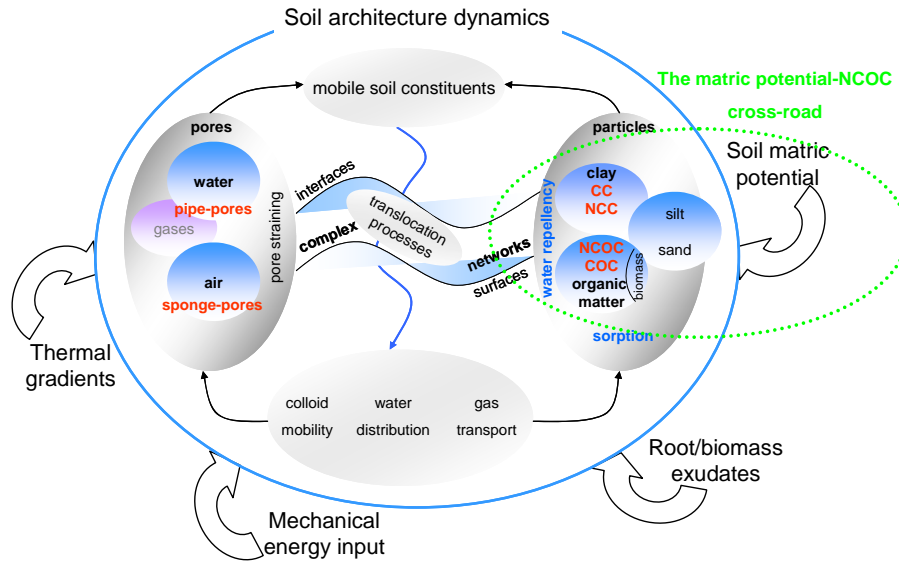 Soil architecture dynamics
mobile soil constituents
The matric potential-NCOC
cross-road
pores
particles
Soil matric
potential
water
pipe-pores
gases
air
sponge-pores
pore straining
interfaces
complex
translocation
processes
networks
surfaces
water repellency
clay
CC
NCC
silt
sand
NCOC
COC
organic
matter
biomass
sorption
Thermal
gradients
colloid
mobility
water
distribution
gas
transport
Root/biomass
exudates
Mechanical
energy input